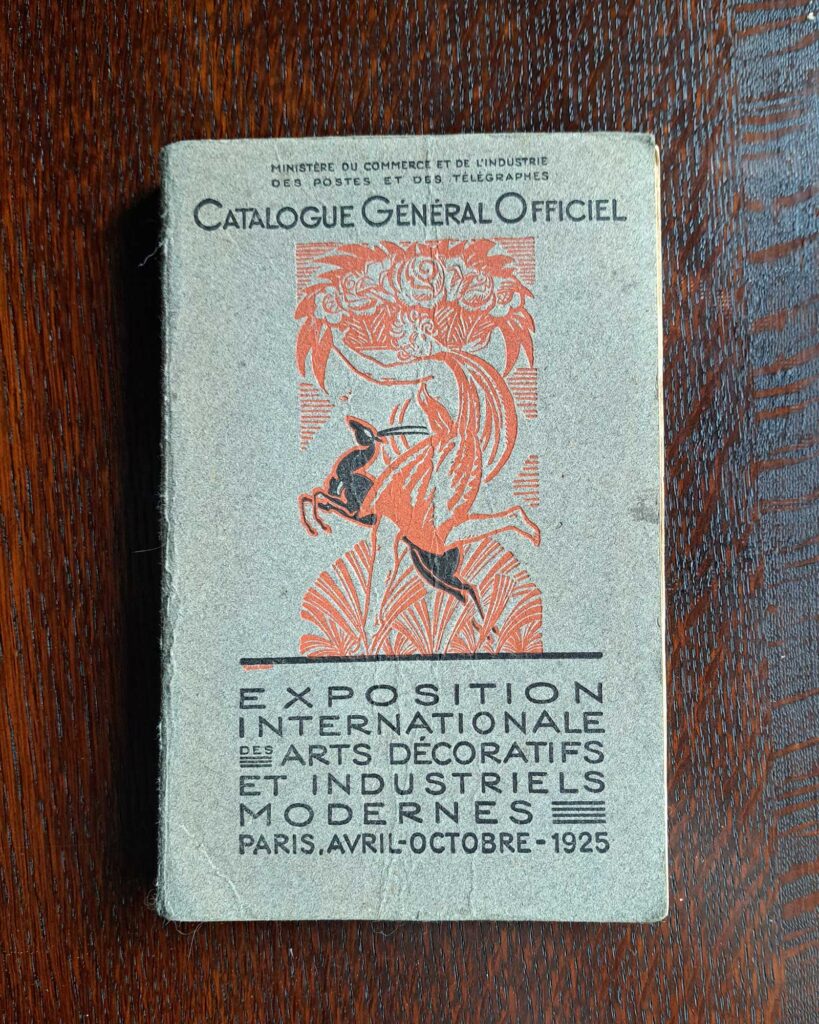 MINISTÈRE DU COMMERCE ET DE L'INDUSTRIE
DES POSTES ET DES TÉLÉGRAPHES
CATALOGUE GÉNÉRAL OFFICIEL
EXPOSITION
INTERNATIONALE
DES ARTS DÉCORATIFS
ET INDUSTRIELS
MODERNES
PARIS, AVRIL-OCTOBRE-1925